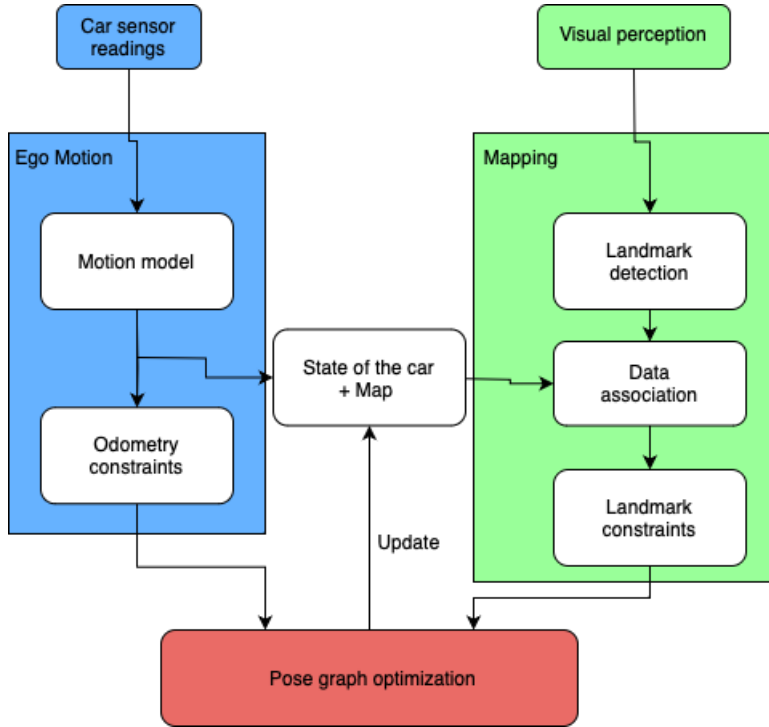 Car sensor
readings
Visual perception
Ego Motion
Motion model
Odometry
constraints
State of the car
+ Map
Mapping
Landmark
detection
Data
association
Landmark
constraints
Update
Pose graph optimization